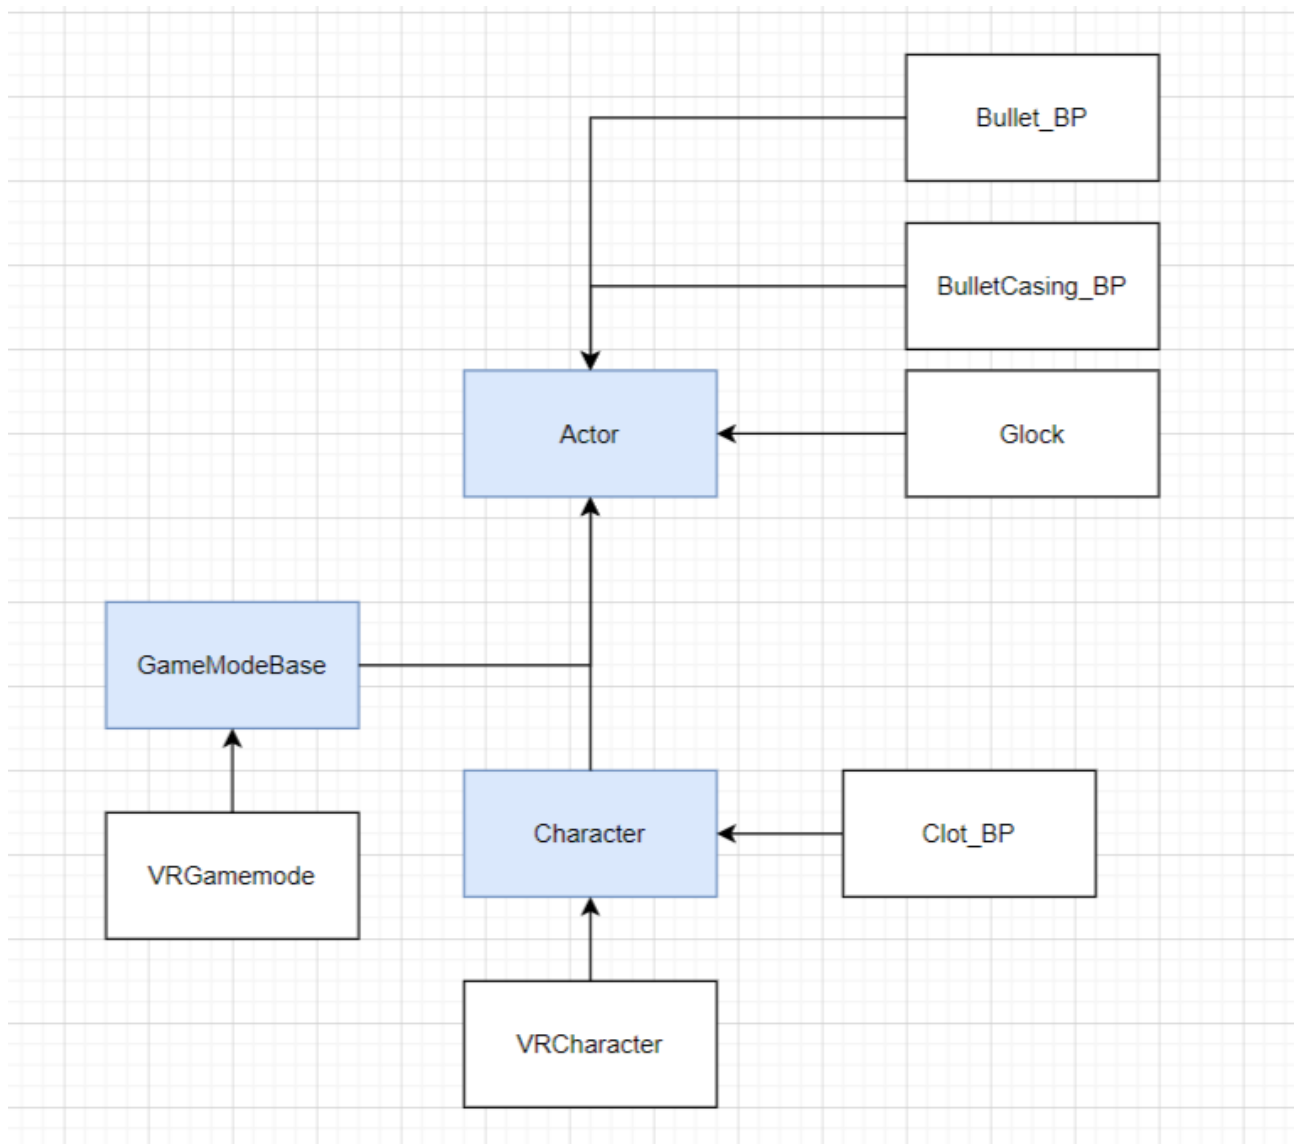 Bullet_BP
BulletCasing_BP
Actor
Glock
GameModeBase
Character
Clot_BP
VRGamemode
VRCharacter